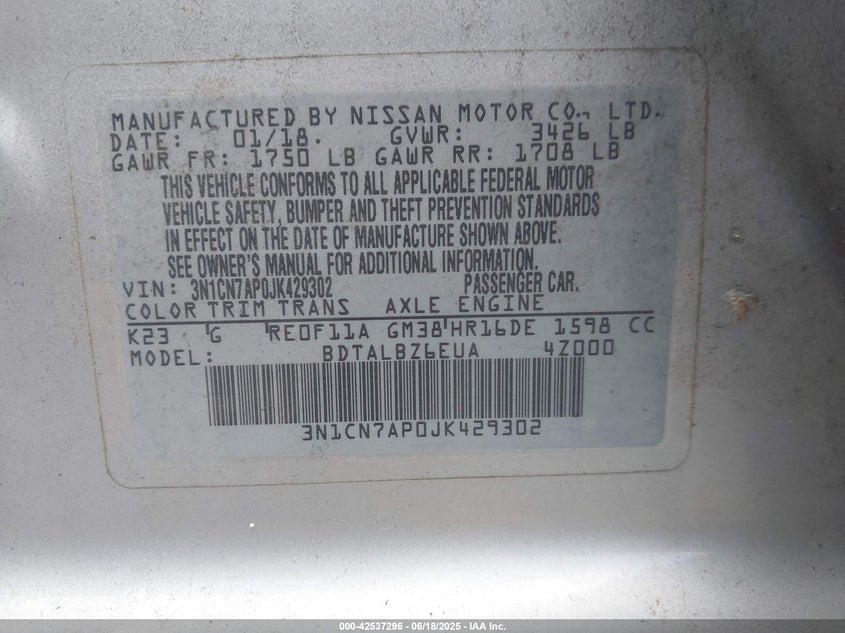 MANUFACTURED BY NISSAN MOTOR CO., LTD.
DATE: 01/18. GVWR: 3426 LB
GAWR FR: 1750 LB GAWR RR: 1708 LB
THIS VEHICLE CONFORMS TO ALL APPLICABLE FEDERAL MOTOR
VEHICLE SAFETY, BUMPER AND THEFT PREVENTION STANDARDS
IN EFFECT ON THE DATE OF MANUFACTURE SHOWN ABOVE.
SEE OWNER'S MANUAL FOR ADDITIONAL INFORMATION.
VIN: 3N1CN7AP0JK429302 PASSENGER CAR.
COLOR TRIM TRANS AXLE ENGINE
K23 G RE0F11A GM38 HR16DE 1598 CC
MODEL: BDTALBZ6EUA 4Z000
3N1CN7AP0JK429302
000-42537296 - 06/18/2025 - IAA Inc.